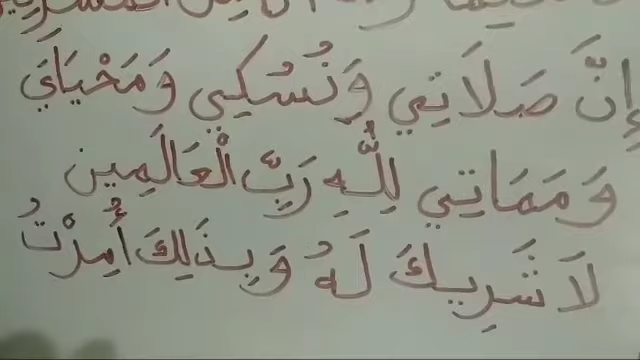 إِنَّ صَلَاتِي وَنُسُكِي وَمَحْيَايَ
وَمَمَاتِي لِلَّهِ رَبِّ الْعَالَمِين
لَا شَرِيكَ لَهُ وَبِذَلِكَ أُمِرْتُ